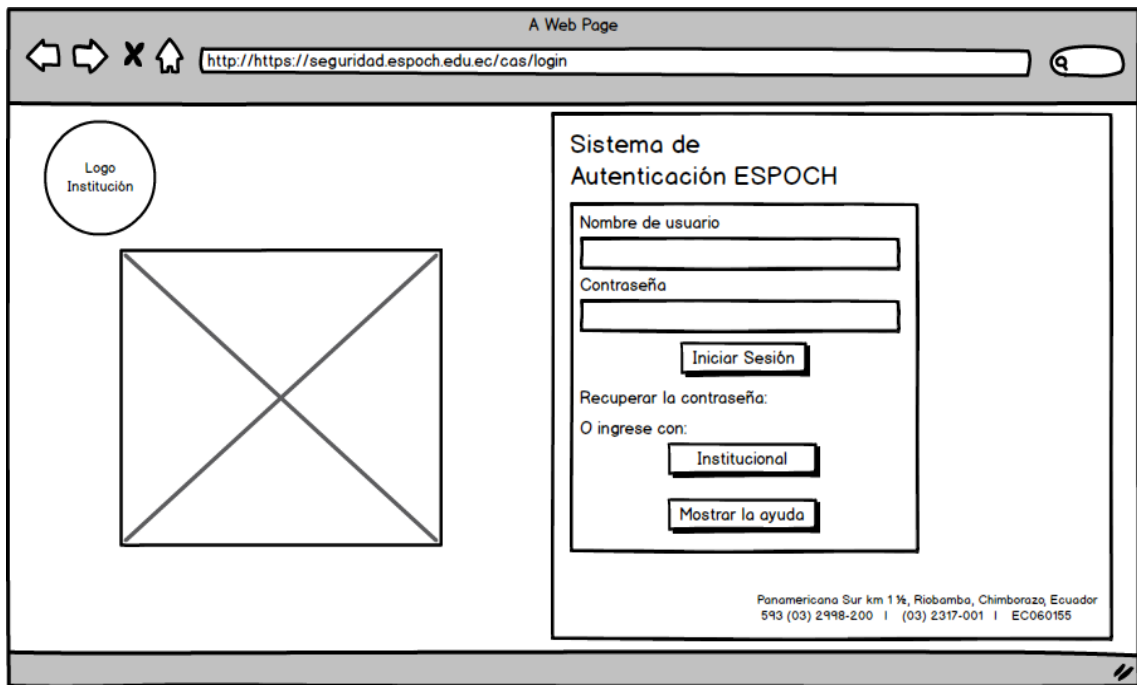 A Web Page
http://https://seguridad.espoch.edu.ec/cas/login
Logo
Institución
Sistema de
Autenticación ESPOCH
Nombre de usuario
Contraseña
Iniciar Sesión
Recuperar la contraseña:
O ingrese con:
Institucional
Mostrar la ayuda
Panamericana Sur km 1 ½, Riobamba, Chimborazo, Ecuador
593 (03) 2998-200 | (03) 2317-001 | EC060155